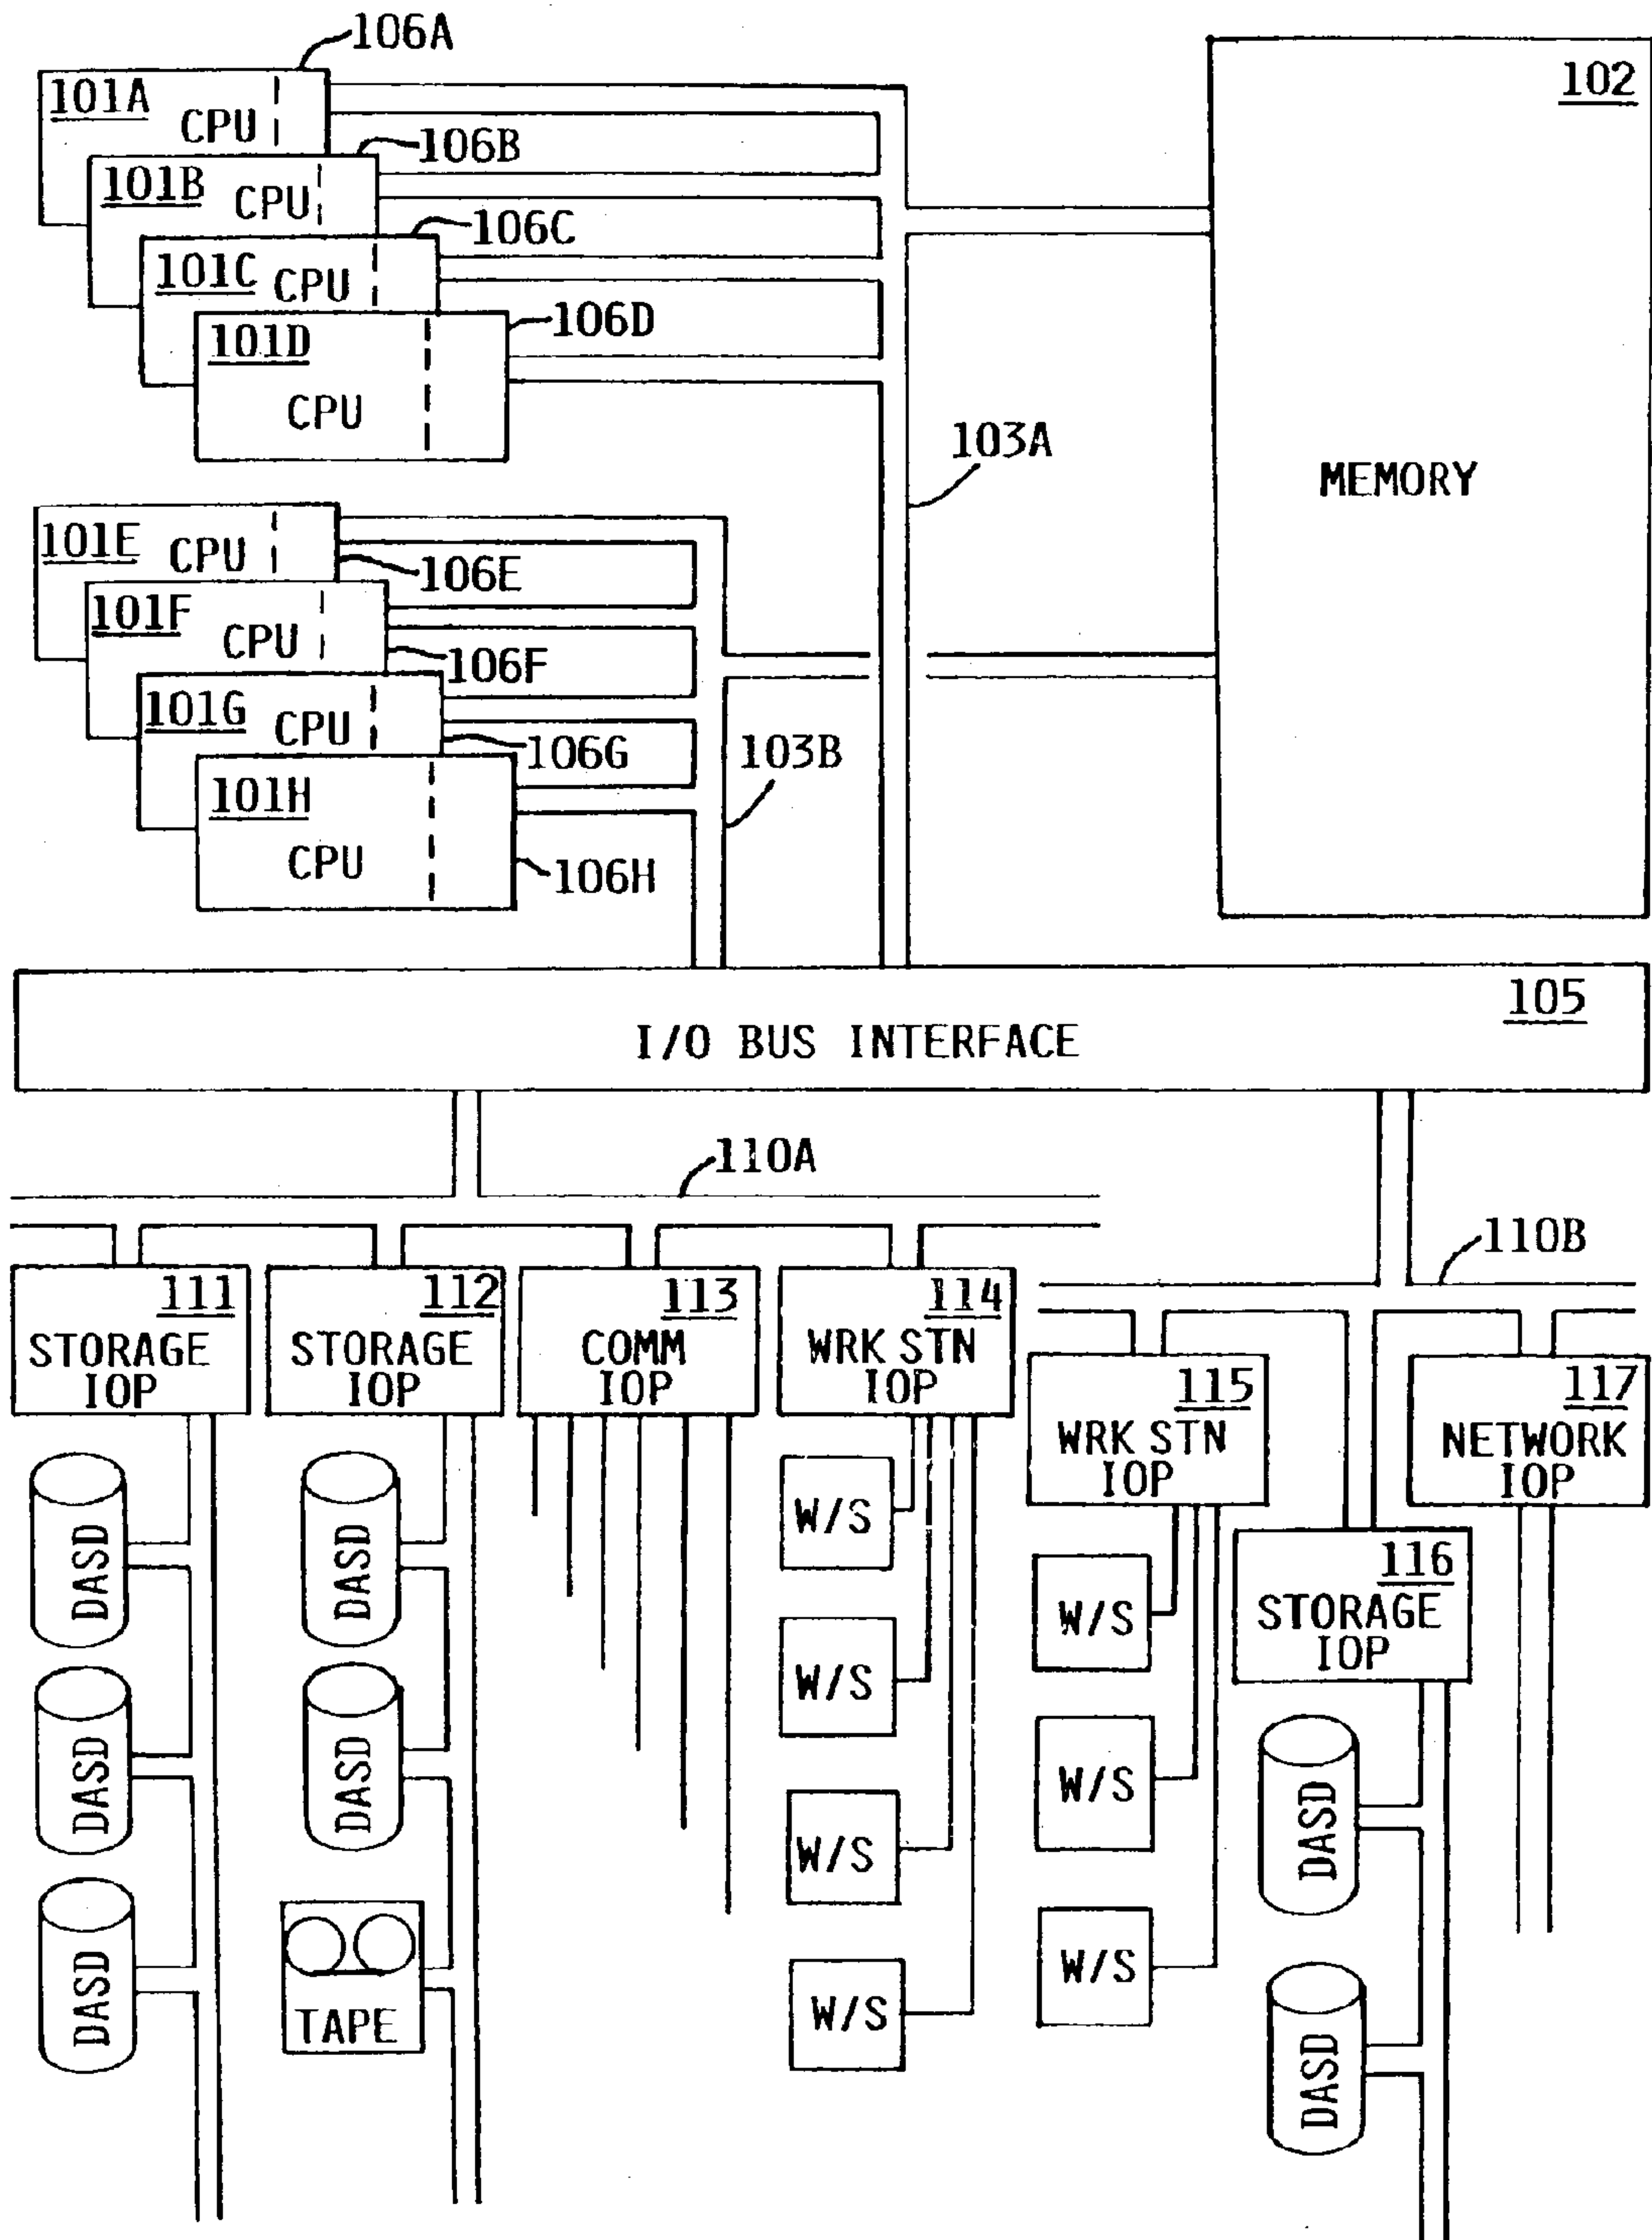 106A
102
101A
CPU
106B
101B
CPU
106C
101C
CPU
106D
101D
CPU
103A
MEMORY
101E
CPU
106E
101F
CPU
106F
101G
CPU
106G
103B
101H
CPU
106H
105
I/O BUS INTERFACE
110A
110B
111
STORAGE
IOP
112
STORAGE
IOP
113
COMM
IOP
114
WRK STN
IOP
115
WRK STN
IOP
117
NETWORK
IOP
116
STORAGE
IOP
DASD
DASD
DASD
DASD
DASD
TAPE
W/S
W/S
W/S
W/S
W/S
W/S
W/S
DASD
DASD